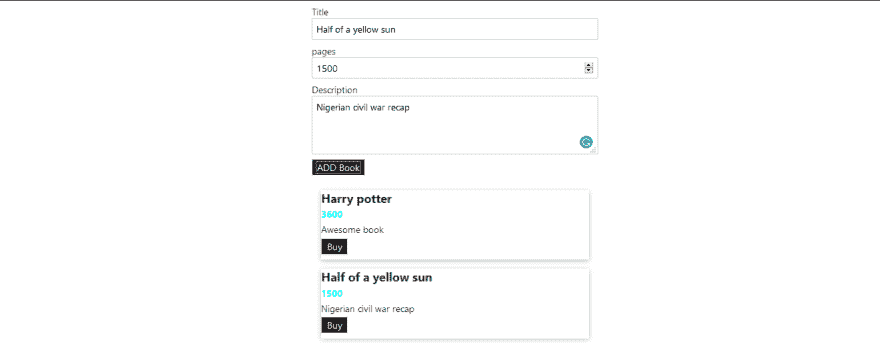 Title
Half of a yellow sun
pages
1500
Description
Nigerian civil war recap
ADD Book
Harry potter
3600
Awesome book
Buy
Half of a yellow sun
1500
Nigerian civil war recap
Buy